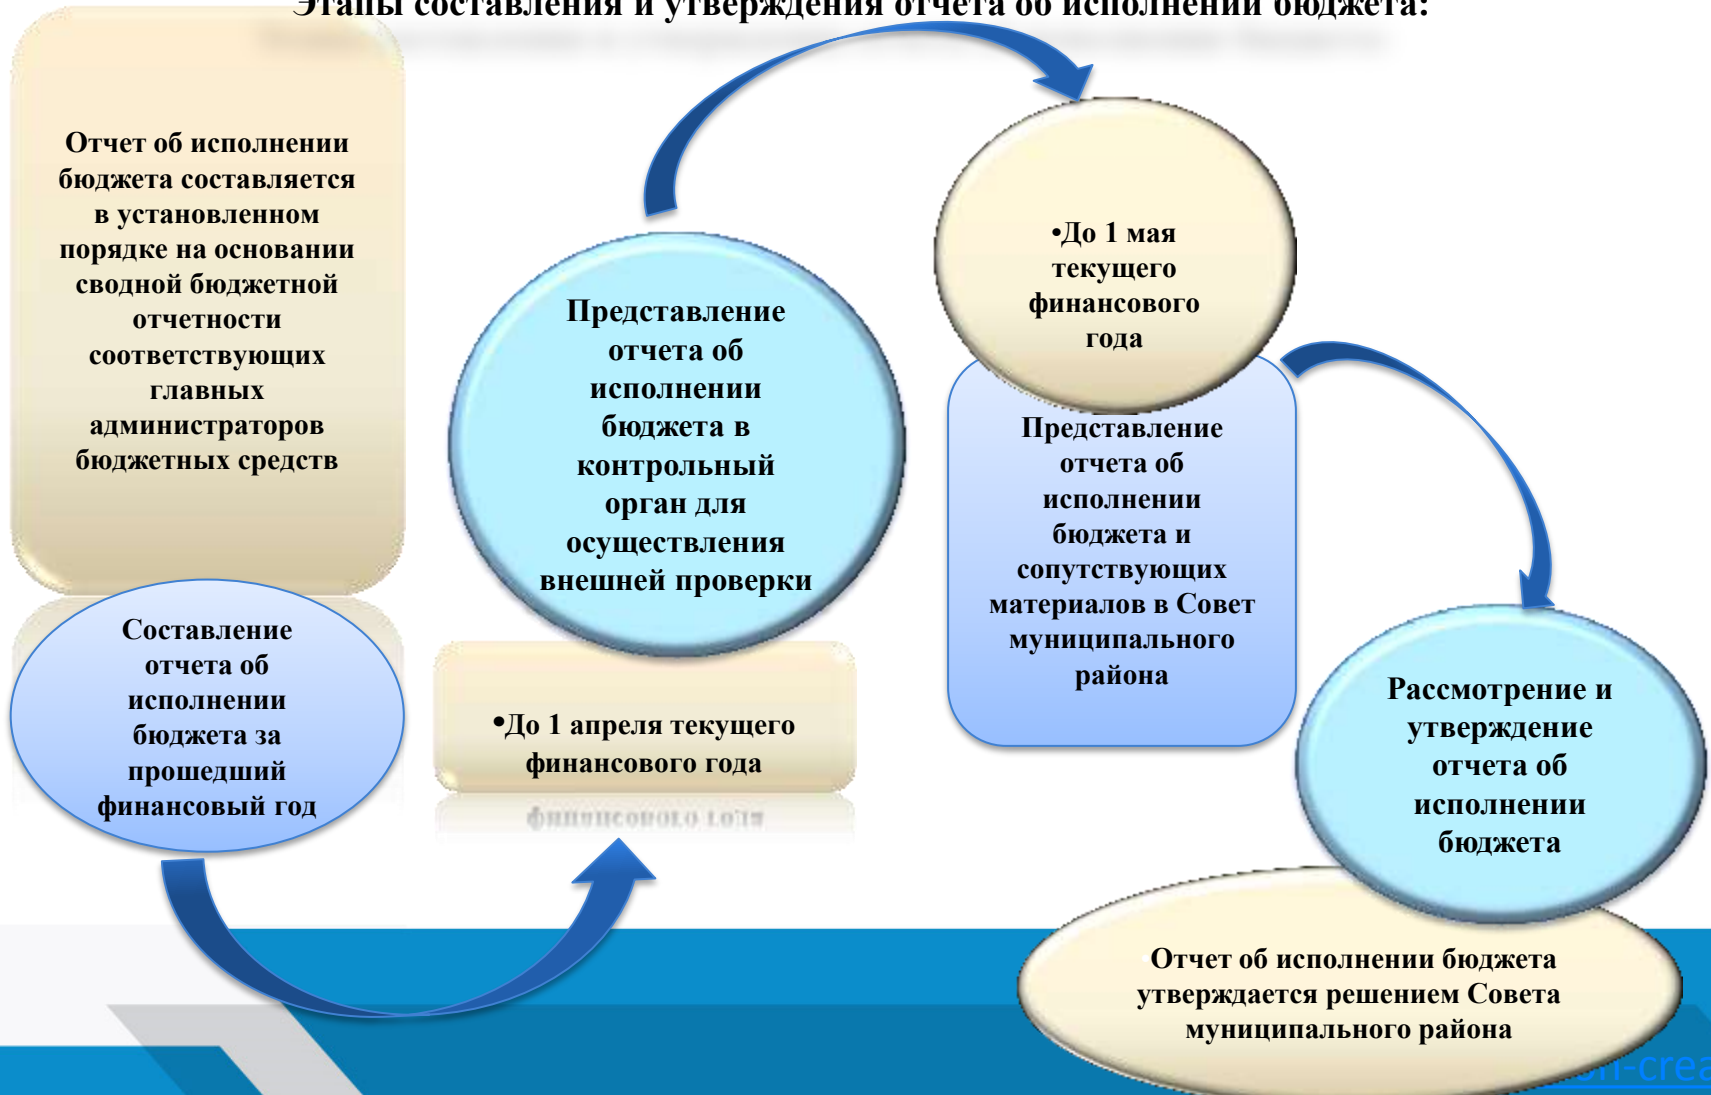 Этапы составления и утверждения отчета об исполнении бюджета:
Отчет об исполнении
бюджета составляется
в установленном
порядке на основании
сводной бюджетной
отчетности
соответствующих
главных
администраторов
бюджетных средств
Составление
отчета об
исполнении
бюджета за
прошедший
финансовый год
Представление
отчета об
исполнении
бюджета в
контрольный
орган для
осуществления
внешней проверки
•До 1 апреля текущего
финансового года
•До 1 мая
текущего
финансового
года
Представление
отчета об
исполнении
бюджета и
сопутствующих
материалов в Совет
муниципального
района
Рассмотрение и
утверждение
отчета об
исполнении
бюджета
•Отчет об исполнении бюджета
утверждается решением Совета
муниципального района